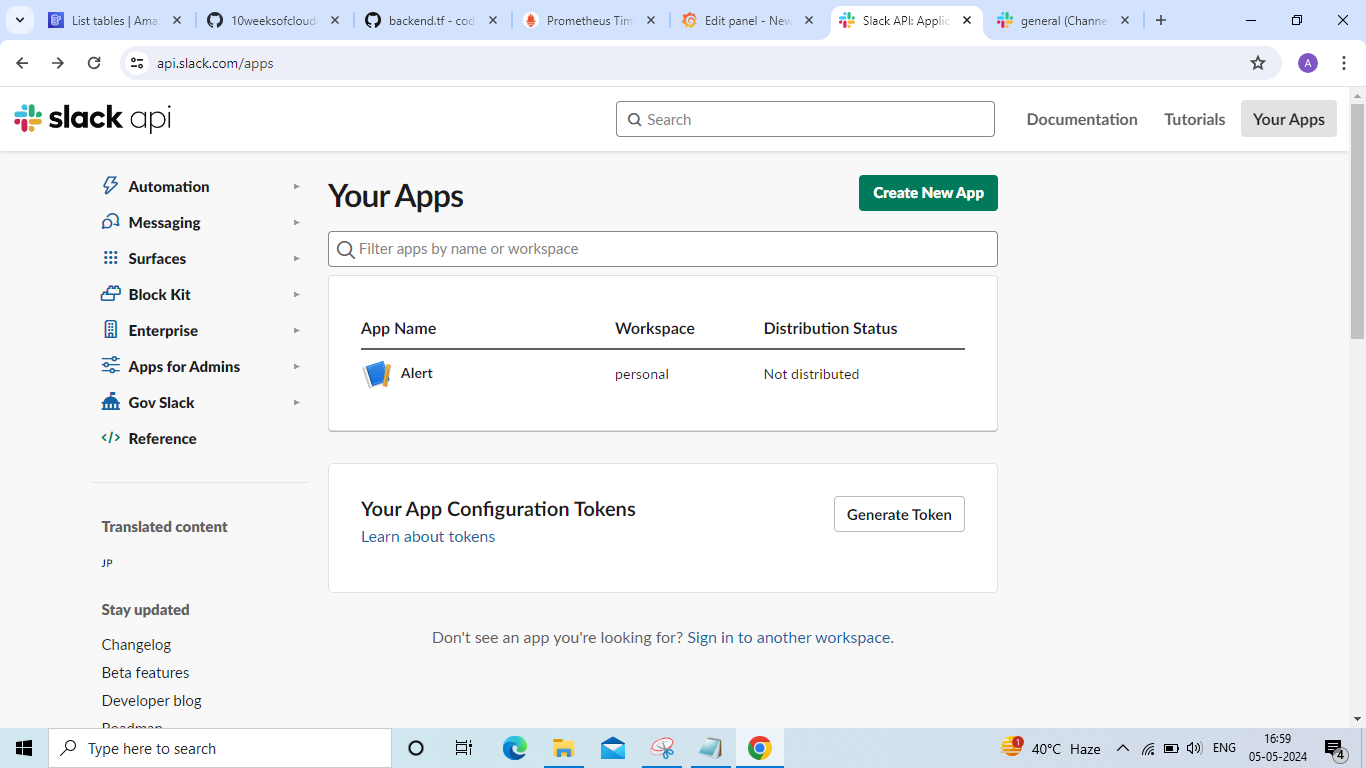 List tables | Ama
10weeksofcloud
backend.tf - cod
Prometheus Tim
Edit panel - New
Slack API: Applic
general (Channe
api.slack.com/apps
A
slack api
Search
Documentation
Tutorials
Your Apps
Automation
Messaging
Surfaces
Block Kit
Enterprise
Apps for Admins
Gov Slack
Reference
Translated content
JP
Stay updated
Changelog
Beta features
Developer blog
Roadmap
Your Apps
Create New App
Filter apps by name or workspace
App Name Workspace Distribution Status
Alert personal Not distributed
Your App Configuration Tokens
Generate Token
Learn about tokens
Don't see an app you're looking for? Sign in to another workspace.
Type here to search
1
40°C Haze
ENG
16:59
05-05-2024
4